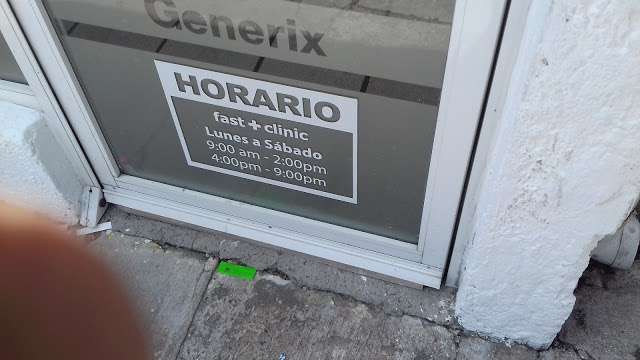 Generix
HORARIO
fast+clinic
Lunes a Sábado
9:00 am - 2:00pm
4:00pm - 9:00pm